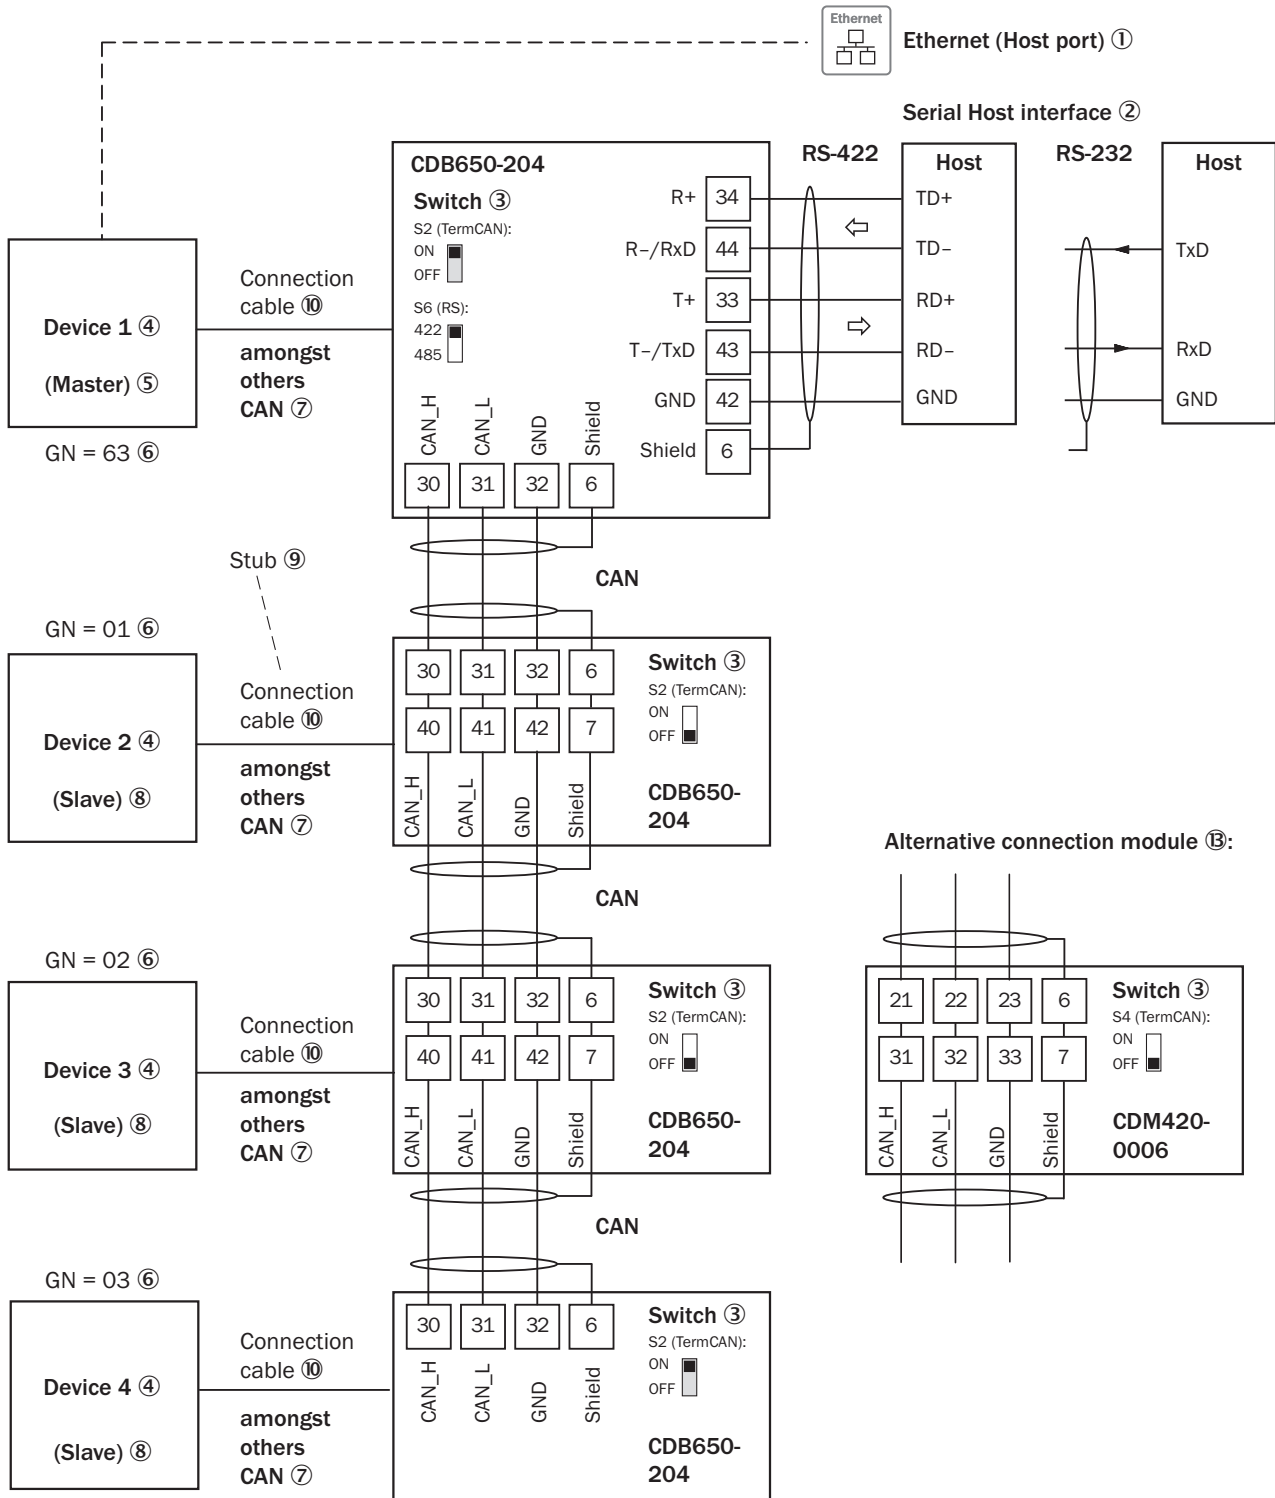 Ethernet
Ethernet (Host port) ①
Serial Host interface ②
CDB650-204
RS-422
Host
RS-232
Host
Switch ③
S2 (TermCAN):
ON
OFF
S6 (RS):
422
485
R+ 34 TD+
R–/RxD 44 TD–
T+ 33 RD+
T–/TxD 43 RD–
GND 42 GND
Shield 6
TxD
RxD
GND
CAN_H
CAN_L
GND
Shield
30 31 32 6
Device 1 ④
(Master) ⑤
GN = 63 ⑥
Connection
cable ⑩
amongst
others
CAN ⑦
Stub ⑨
CAN
GN = 01 ⑥
Device 2 ④
(Slave) ⑧
Connection
cable ⑩
amongst
others
CAN ⑦
30 31 32 6
40 41 42 7
CAN_H
CAN_L
GND
Shield
Switch ③
S2 (TermCAN):
ON
OFF
CDB650-
204
CAN
GN = 02 ⑥
Device 3 ④
(Slave) ⑧
Connection
cable ⑩
amongst
others
CAN ⑦
30 31 32 6
40 41 42 7
CAN_H
CAN_L
GND
Shield
Switch ③
S2 (TermCAN):
ON
OFF
CDB650-
204
Alternative connection module ⑬:
21 22 23 6
31 32 33 7
CAN_H
CAN_L
GND
Shield
Switch ③
S4 (TermCAN):
ON
OFF
CDM420-
0006
CAN
GN = 03 ⑥
Device 4 ④
(Slave) ⑧
Connection
cable ⑩
amongst
others
CAN ⑦
30 31 32 6
CAN_H
CAN_L
GND
Shield
Switch ③
S2 (TermCAN):
ON
OFF
CDB650-
204